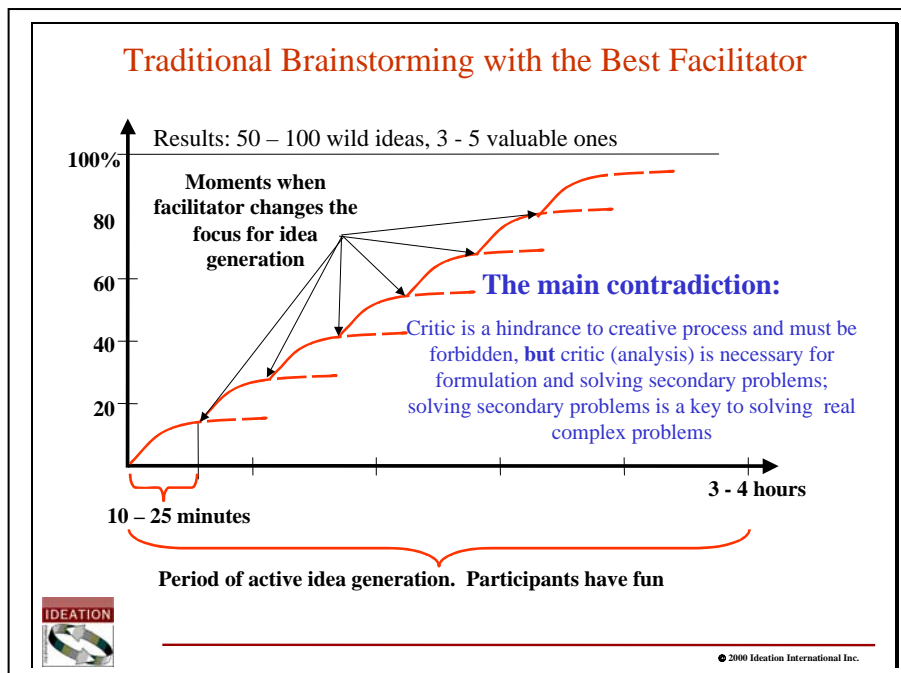 Traditional Brainstorming with the Best Facilitator
Results: 50 – 100 wild ideas, 3 - 5 valuable ones
100%
Moments when
facilitator changes the
focus for idea
generation
80
60
40
20
The main contradiction:
Critic is a hindrance to creative process and must be
forbidden, but critic (analysis) is necessary for
formulation and solving secondary problems;
solving secondary problems is a key to solving real
complex problems
3 - 4 hours
10 – 25 minutes
Period of active idea generation. Participants have fun
IDEATION
© 2000 Ideation International Inc.